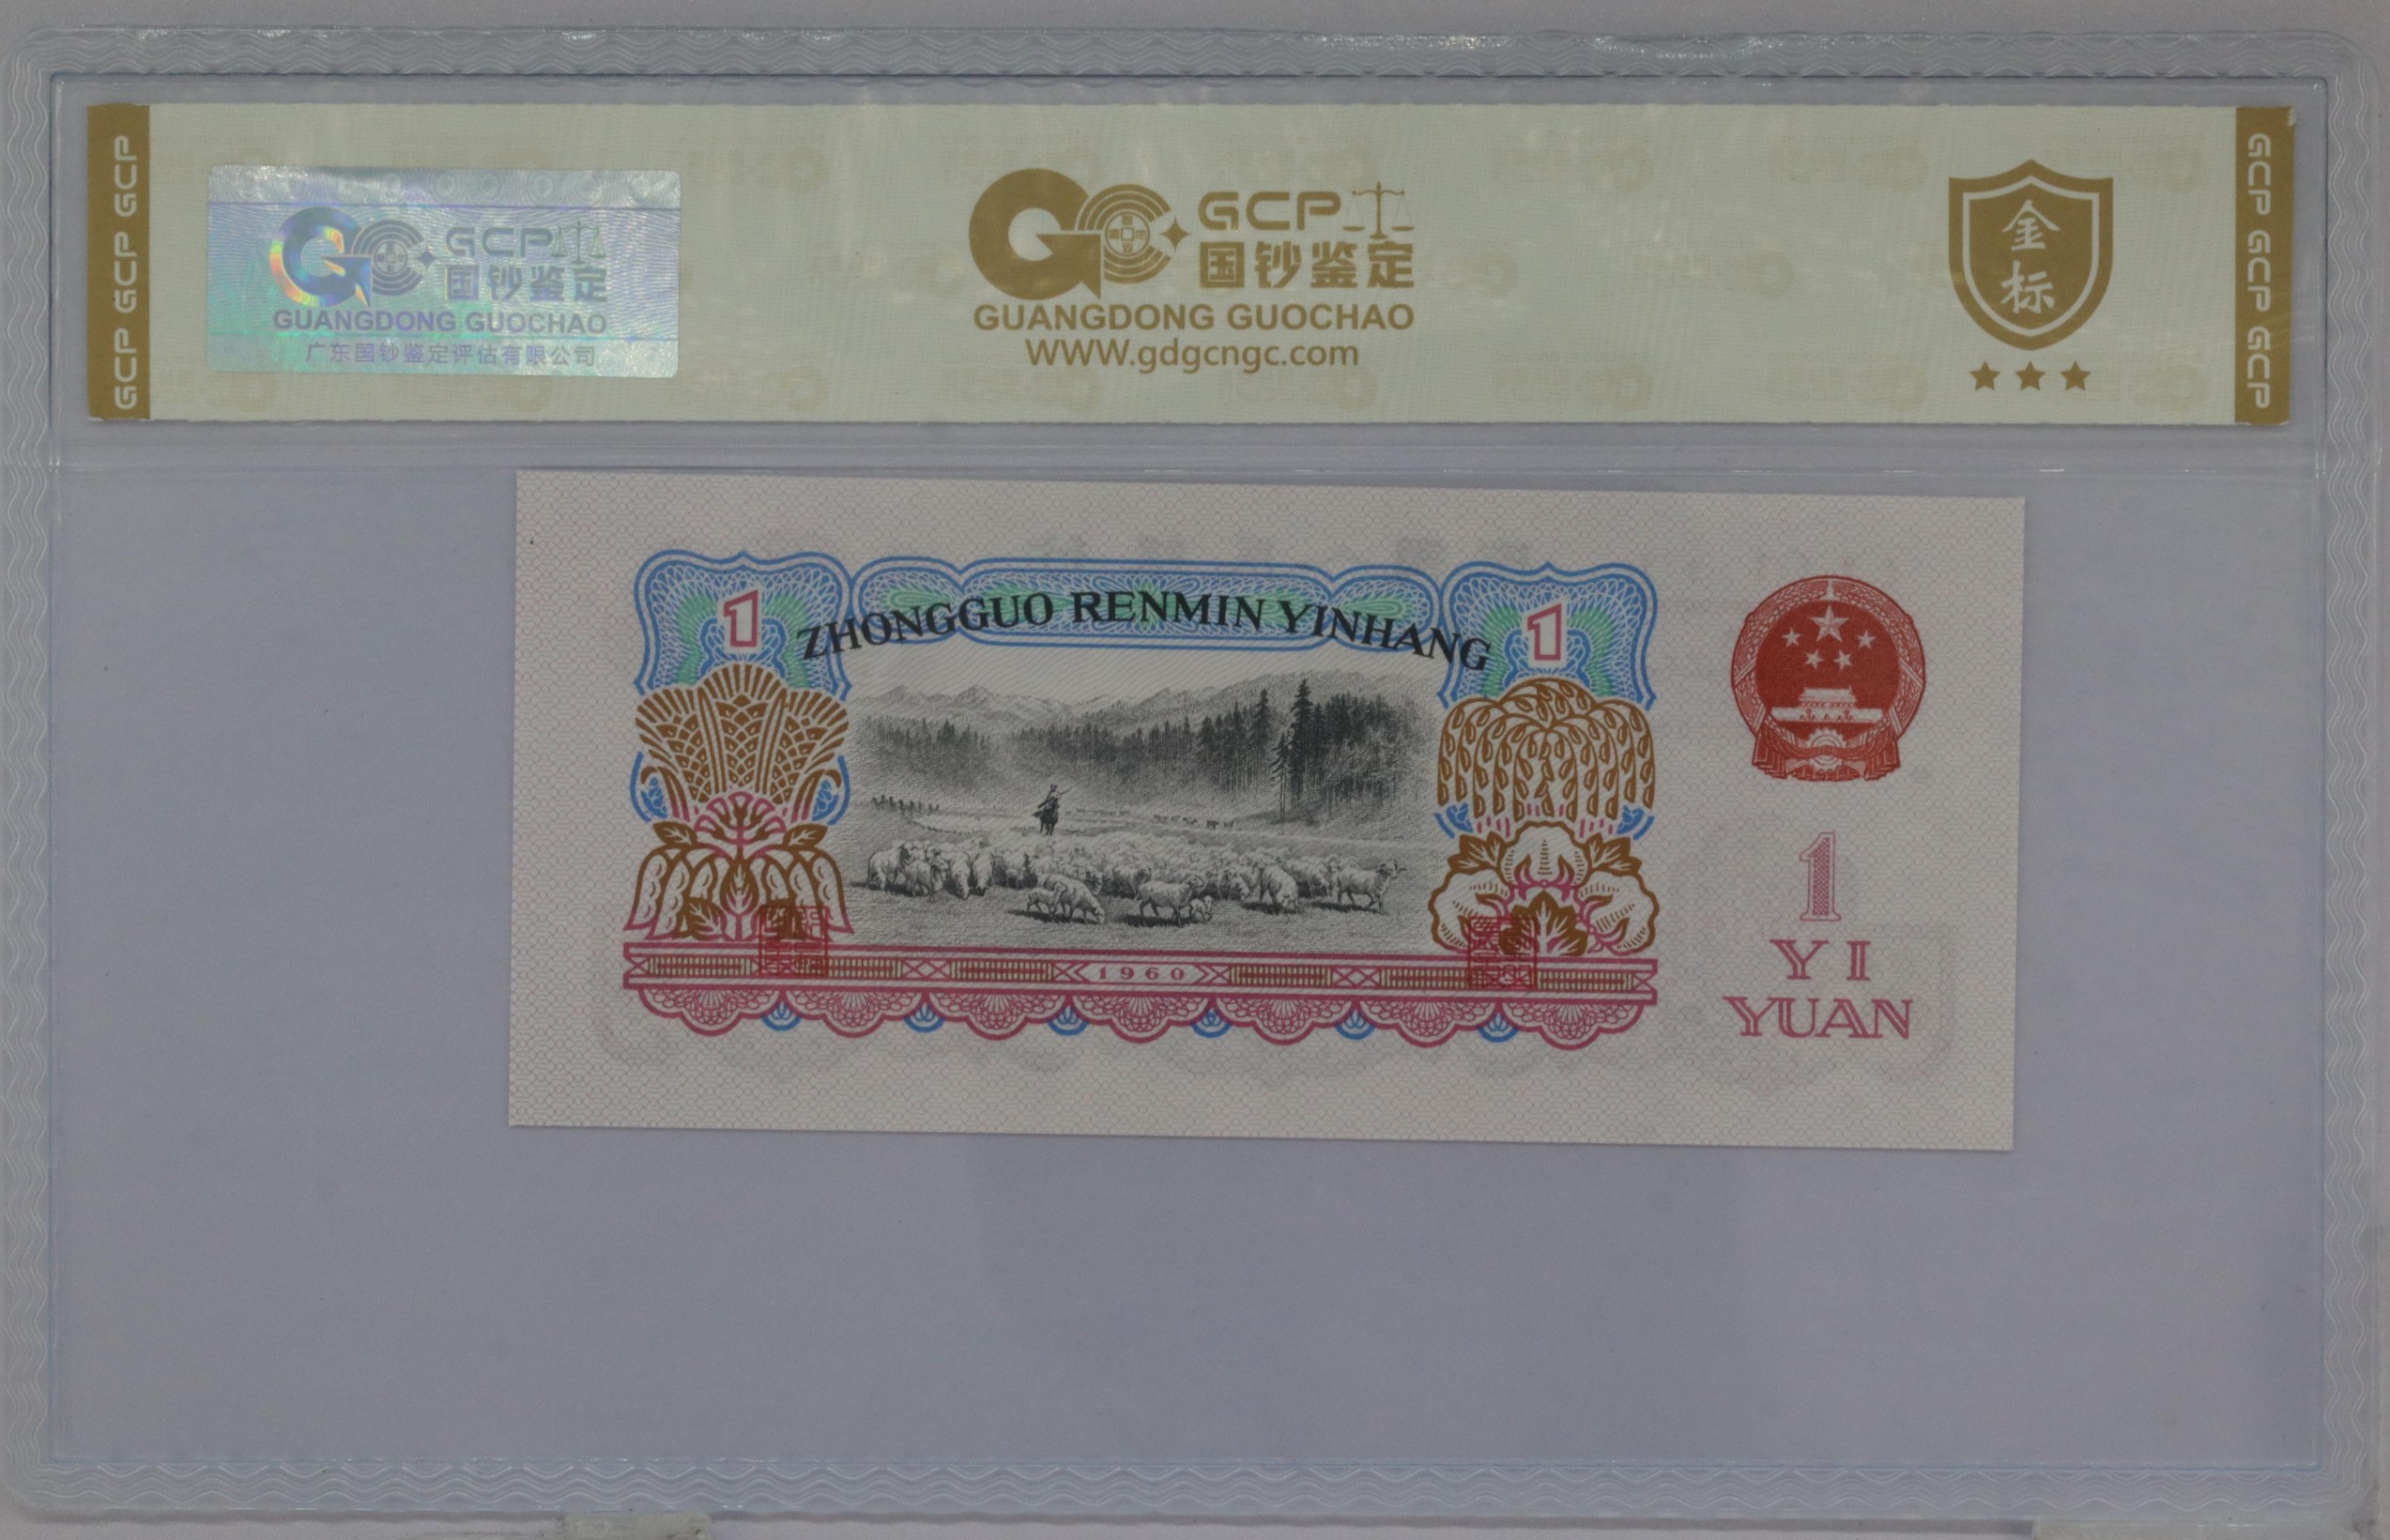 GCP GCP GCP
GCP
国钞鉴定
GUANGDONG GUOCHAO
广东国钞鉴定评估有限公司
GCP
国钞鉴定
GUANGDONG GUOCHAO
WWW.gdgcngc.com
金
标
GCP GCP GCP
1
ZHONGGUO RENMIN YINHANG
1
1960
1
YI
YUAN